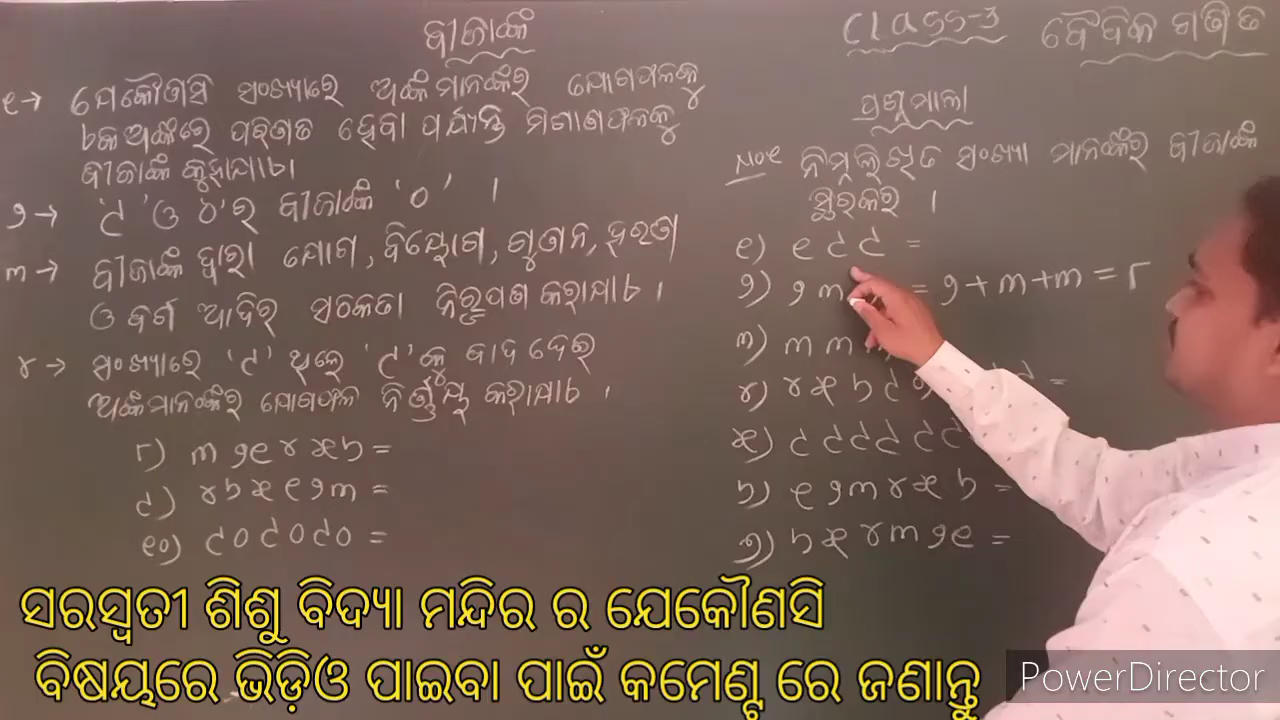 ବୀଜାଙ୍କ
Class-3 ବୈଦିକ ଗଣିତ
୧→ ଯେକୌଣସି ସଂଖ୍ୟାରେ ଅଙ୍କମାନଙ୍କର ଯୋଗଫଳକୁ
ଏକଅଙ୍କରେ ପରିଣତ ହେବା ପର୍ଯ୍ୟନ୍ତ ମିଶାଣଫଳକୁ
ବୀଜାଙ୍କ କୁହାଯାଏ।
୨→ '୯' ଓ '୦'ର ବୀଜାଙ୍କ '୦' ।
୩→ ବୀଜାଙ୍କ ଦ୍ୱାରା ଯୋଗ, ବିୟୋଗ, ଗୁଣନ, ହରଣ
ଓ ବର୍ଗ ଆଦିର ସଠିକତା ନିରୂପଣ କରାଯାଏ ।
୪→ ସଂଖ୍ୟାରେ '୯' ଥିଲେ '୯'କୁ ବାଦ ଦେଇ
ଅଙ୍କମାନଙ୍କର ଯୋଗଫଳ ନିର୍ଣ୍ଣୟ କରାଯାଏ ।
୮) ୩୨୧୪୫୬ =
୯) ୪୬୫୧୨୩ =
୧୦) ୯୦୯୦୯୦ =
ପ୍ରଶ୍ନମାଳା
ନିମ୍ନଲିଖିତ ସଂଖ୍ୟା ମାନଙ୍କର ବୀଜାଙ୍କ
ସ୍ଥିରକର ।
୧) ୧୯୯ =
୨) ୨୩ = ୨+୩+୩ = ୮
୩) ୩୩
୪) ୪୫୬୯ =
୫) ୯୯୯୯୯୯
୬) ୧୨୩୪୫୬ =
୭) ୬୫୪୩୨୧ =
ସରସ୍ୱତୀ ଶିଶୁ ବିଦ୍ୟା ମନ୍ଦିର ର ଯେକୌଣସି
ବିଷୟରେ ଭିଡ଼ିଓ ପାଇବା ପାଇଁ କମେଣ୍ଟ ରେ ଜଣାନ୍ତୁ
PowerDirector